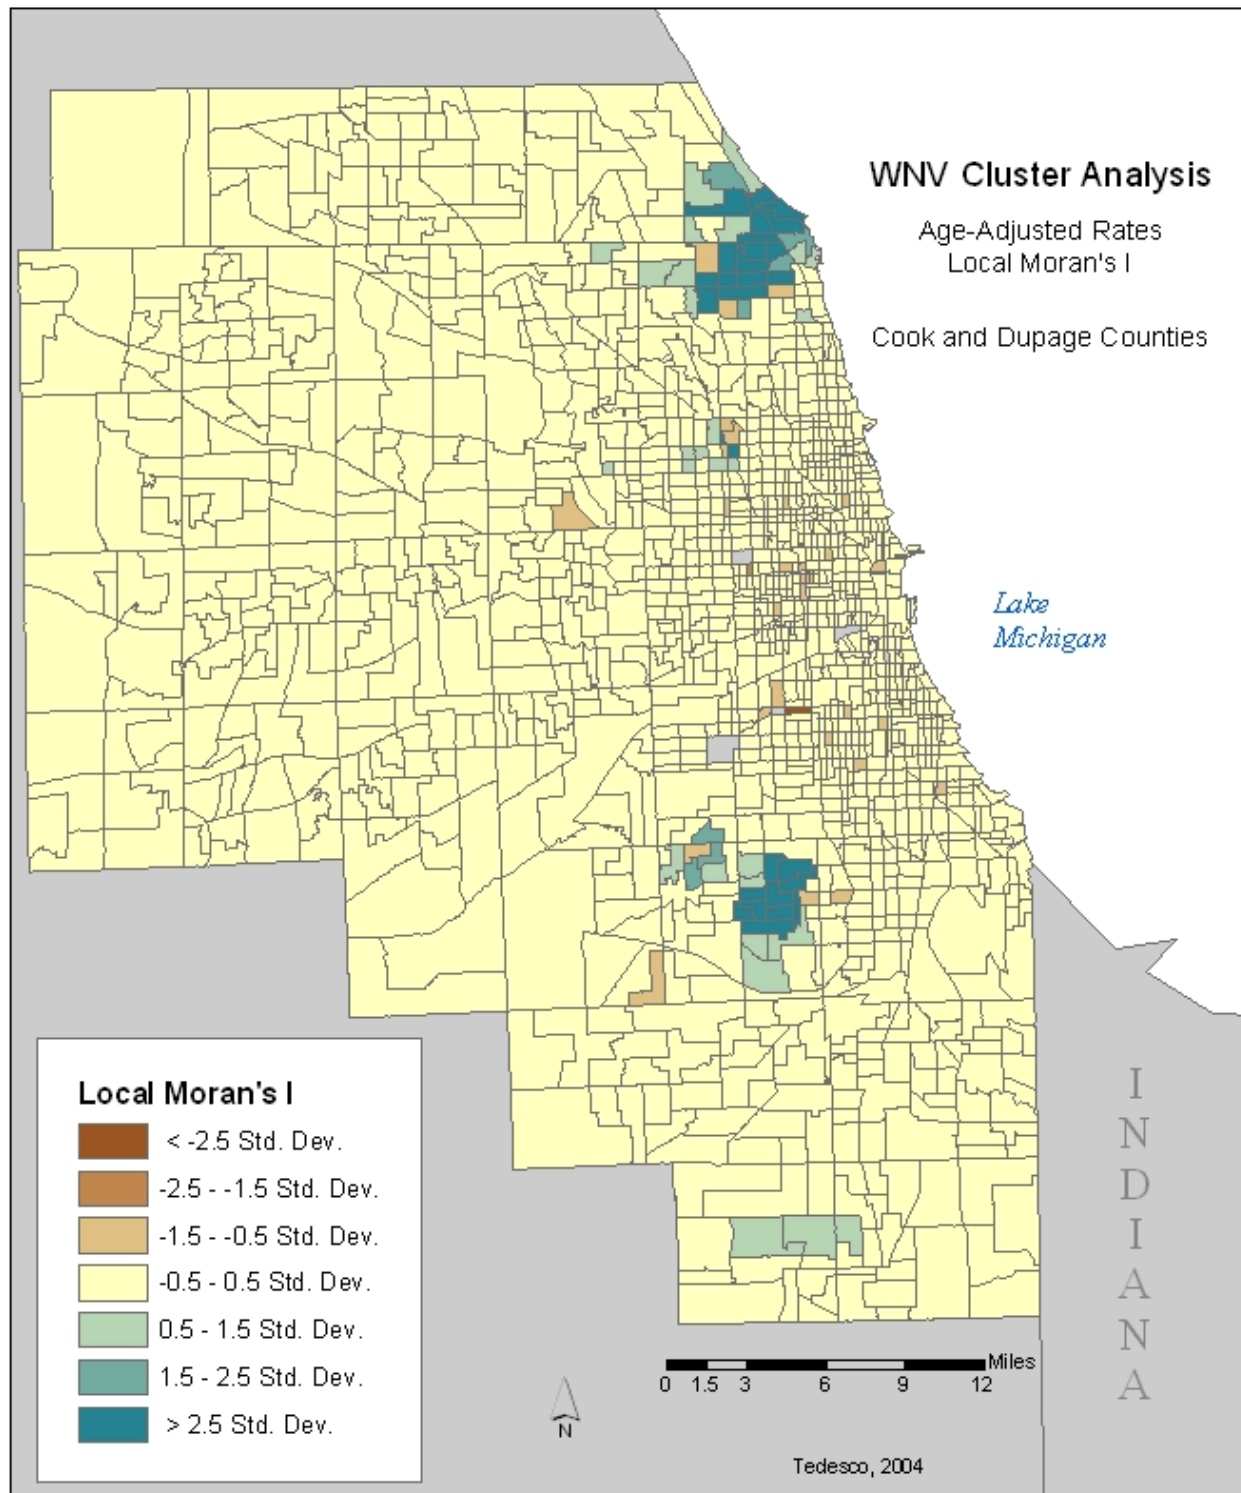 WNV Cluster Analysis
Age-Adjusted Rates
Local Moran's I
Cook and Dupage Counties
Lake
Michigan
I
N
D
I
A
N
A
Local Moran's I
< -2.5 Std. Dev.
-2.5 - -1.5 Std. Dev.
-1.5 - -0.5 Std. Dev.
-0.5 - 0.5 Std. Dev.
0.5 - 1.5 Std. Dev.
1.5 - 2.5 Std. Dev.
> 2.5 Std. Dev.
Miles
0 1.5 3 6 9 12
N
Tedesco, 2004